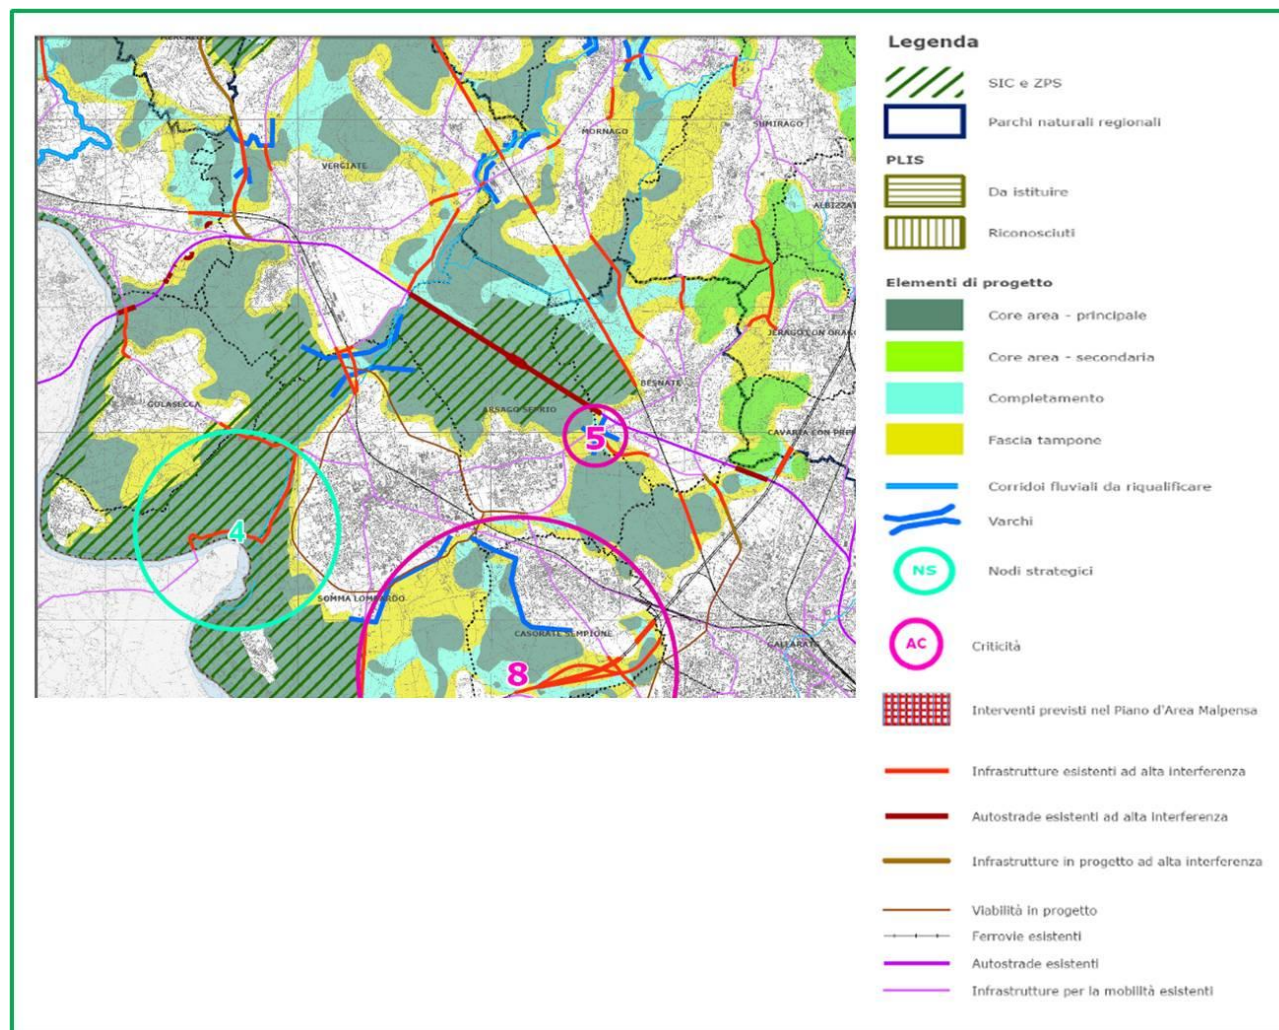 VERGIATE
MORNAGO
SUMIRAGO
ALBIZZAT
JERAGO CON ORAG
GOLASECCA
ARSAGO SEPRIO
BESNATE
CAVARIA CON PREM
5
4
SOMMA LOMBARDO
CASORATE SEMPIONE
GALLARAT
8
Legenda
SIC e ZPS
Parchi naturali regionali
PLIS
Da istituire
Riconosciuti
Elementi di progetto
Core area - principale
Core area - secondaria
Completamento
Fascia tampone
Corridoi fluviali da riqualificare
Varchi
NS
Nodi strategici
AC
Criticità
Interventi previsti nel Piano d'Area Malpensa
Infrastrutture esistenti ad alta interferenza
Autostrade esistenti ad alta interferenza
Infrastrutture in progetto ad alta interferenza
Viabilità in progetto
Ferrovie esistenti
Autostrade esistenti
Infrastrutture per la mobilità esistenti